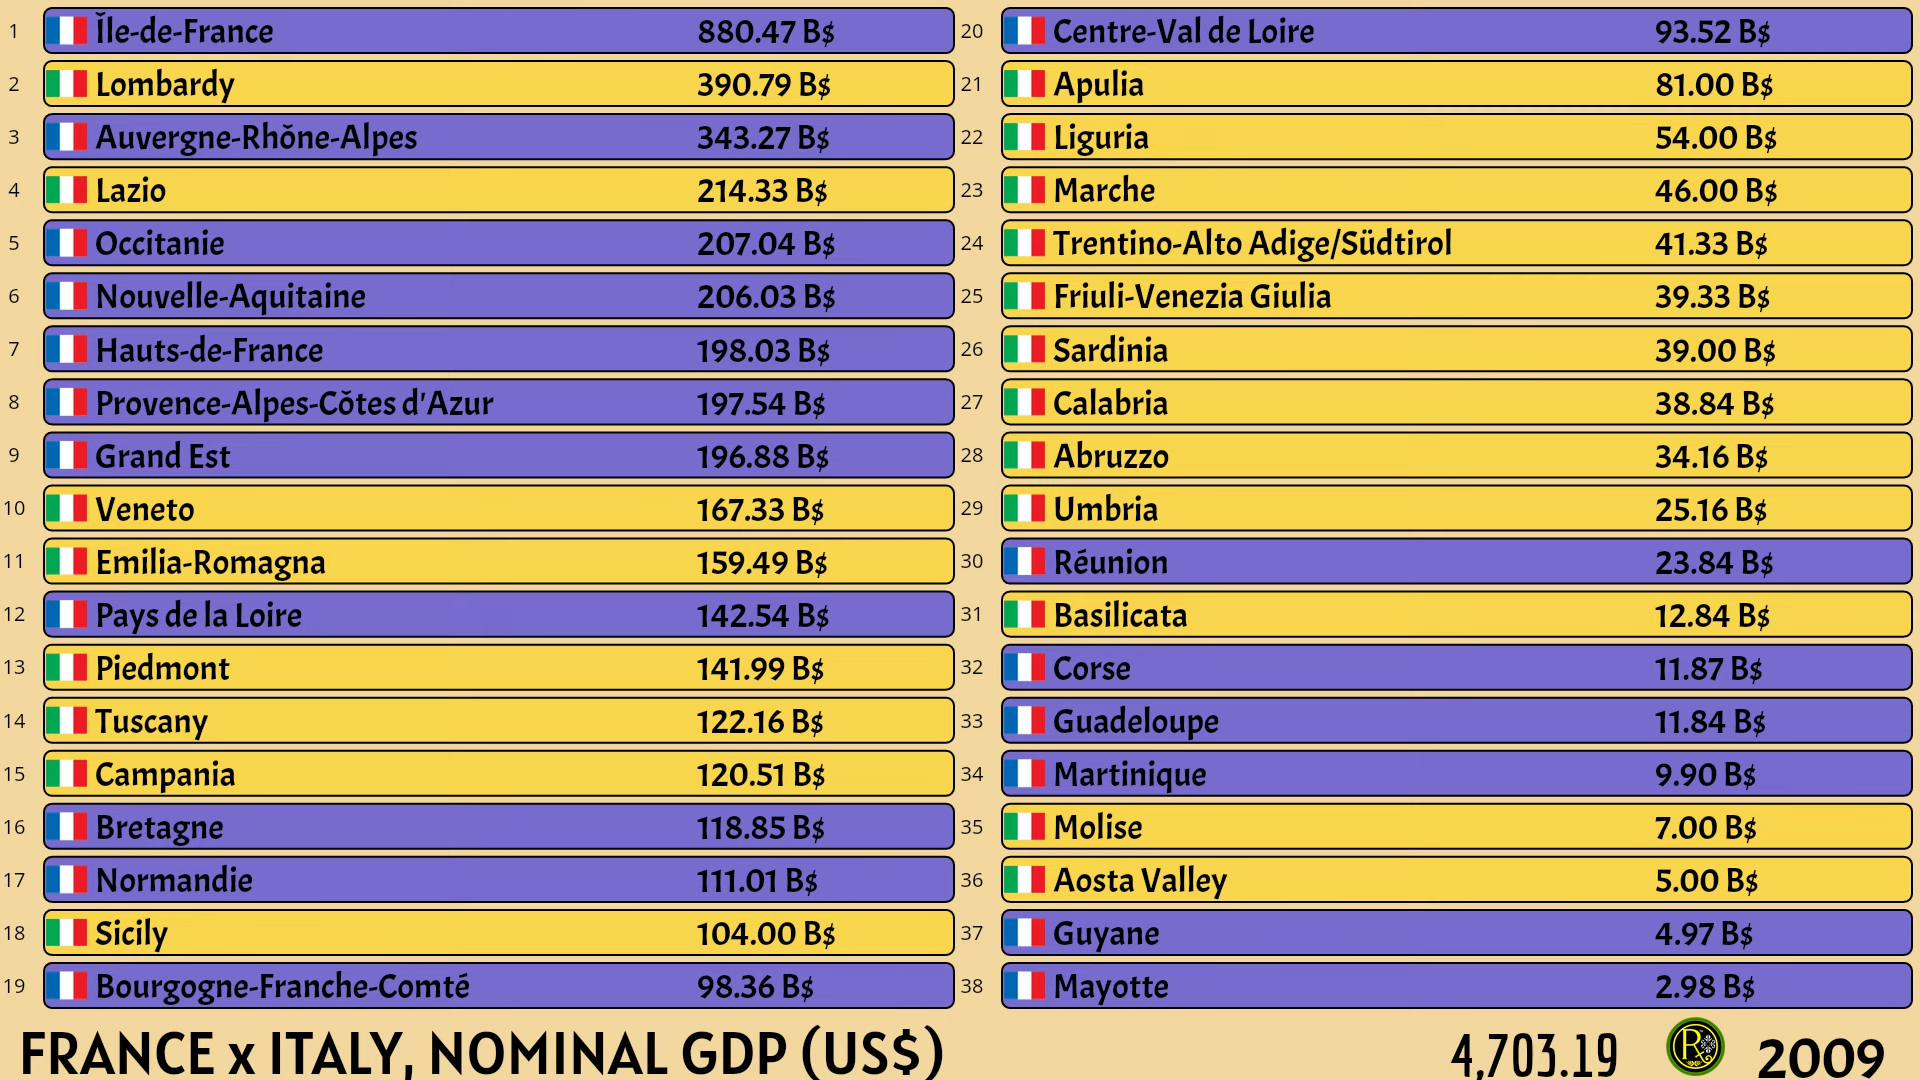 1 Île-de-France 880.47 B$
2 Lombardy 390.79 B$
3 Auvergne-Rhône-Alpes 343.27 B$
4 Lazio 214.33 B$
5 Occitanie 207.04 B$
6 Nouvelle-Aquitaine 206.03 B$
7 Hauts-de-France 198.03 B$
8 Provence-Alpes-Côtes d'Azur 197.54 B$
9 Grand Est 196.88 B$
10 Veneto 167.33 B$
11 Emilia-Romagna 159.49 B$
12 Pays de la Loire 142.54 B$
13 Piedmont 141.99 B$
14 Tuscany 122.16 B$
15 Campania 120.51 B$
16 Bretagne 118.85 B$
17 Normandie 111.01 B$
18 Sicily 104.00 B$
19 Bourgogne-Franche-Comté 98.36 B$
20 Centre-Val de Loire 93.52 B$
21 Apulia 81.00 B$
22 Liguria 54.00 B$
23 Marche 46.00 B$
24 Trentino-Alto Adige/Südtirol 41.33 B$
25 Friuli-Venezia Giulia 39.33 B$
26 Sardinia 39.00 B$
27 Calabria 38.84 B$
28 Abruzzo 34.16 B$
29 Umbria 25.16 B$
30 Réunion 23.84 B$
31 Basilicata 12.84 B$
32 Corse 11.87 B$
33 Guadeloupe 11.84 B$
34 Martinique 9.90 B$
35 Molise 7.00 B$
36 Aosta Valley 5.00 B$
37 Guyane 4.97 B$
38 Mayotte 2.98 B$
FRANCE x ITALY, NOMINAL GDP (US$) 4,703.19 2009